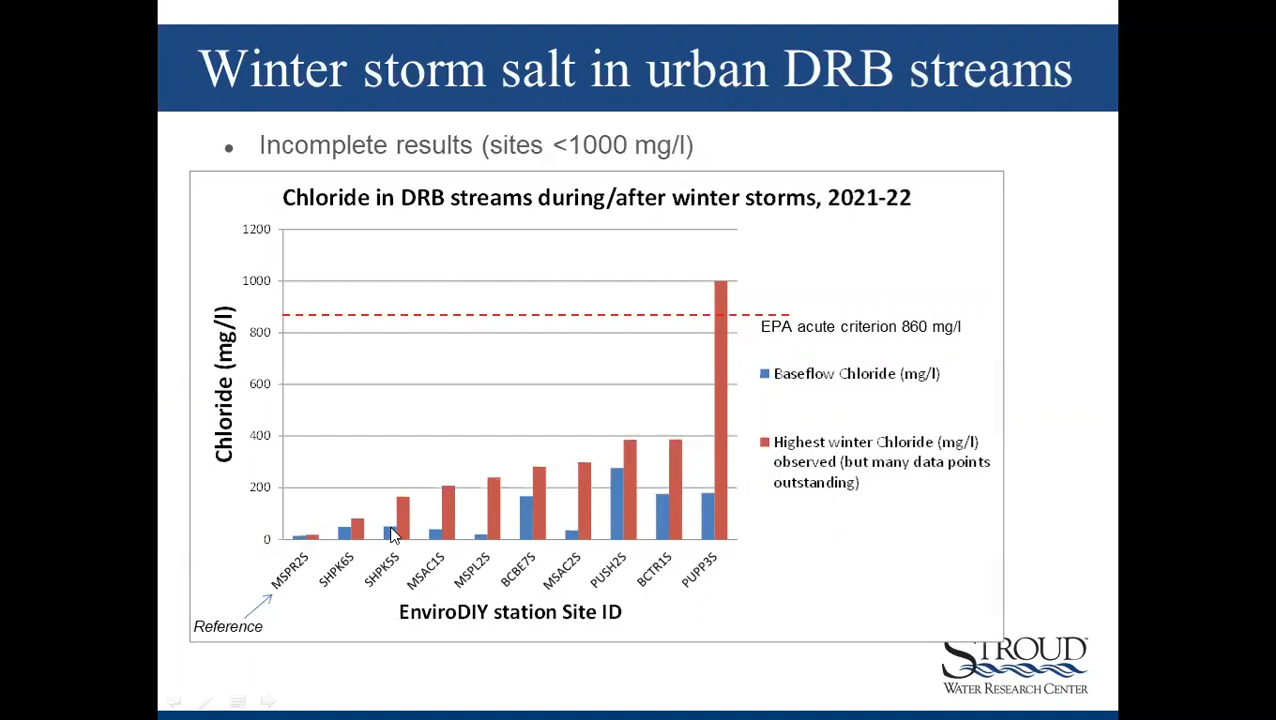 Winter storm salt in urban DRB streams
• Incomplete results (sites <1000 mg/l)
Chloride in DRB streams during/after winter storms, 2021-22
1200
1000
800
600
400
200
0
Chloride (mg/l)
EPA acute criterion 860 mg/l
Baseflow Chloride (mg/l)
Highest winter Chloride (mg/l)
observed (but many data points
outstanding)
MSPR2S
SHPK6S
SHPK5S
MSAC1S
MSPL2S
BCBE7S
MSAC2S
PUSH2S
BCTR1S
PUPP3S
EnviroDIY station Site ID
Reference
STROUD™
WATER RESEARCH CENTER